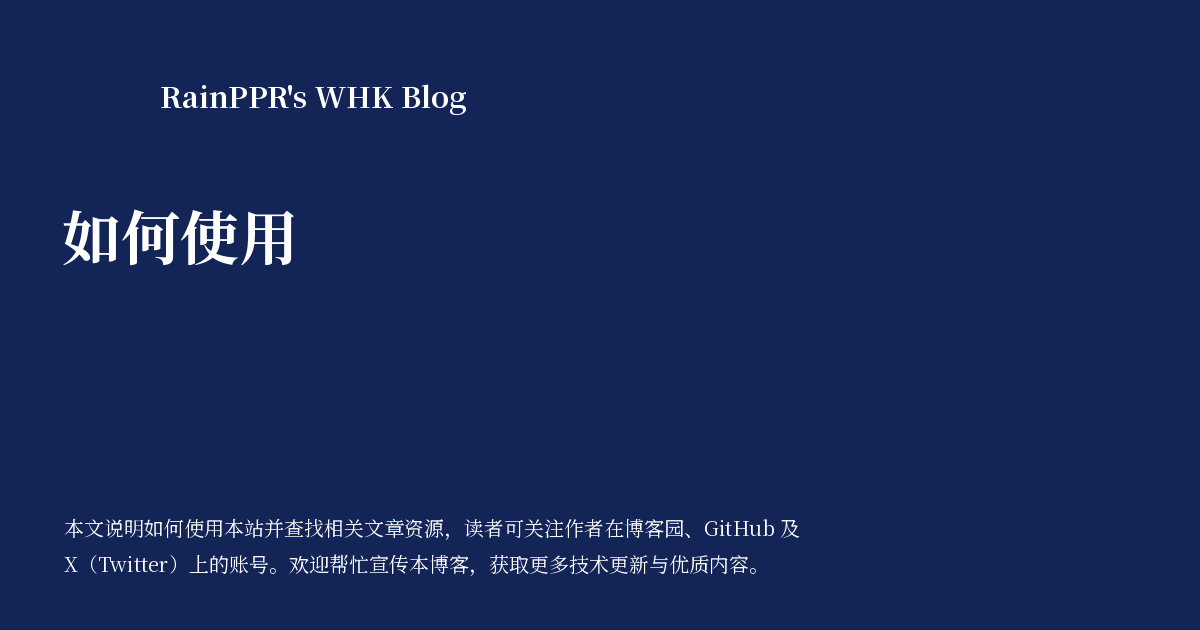 RainPPR's WHK Blog
如何使用
本文说明如何使用本站并查找相关文章资源，读者可关注作者在博客园、GitHub 及
X（Twitter）上的账号。欢迎帮忙宣传本博客，获取更多技术更新与优质内容。